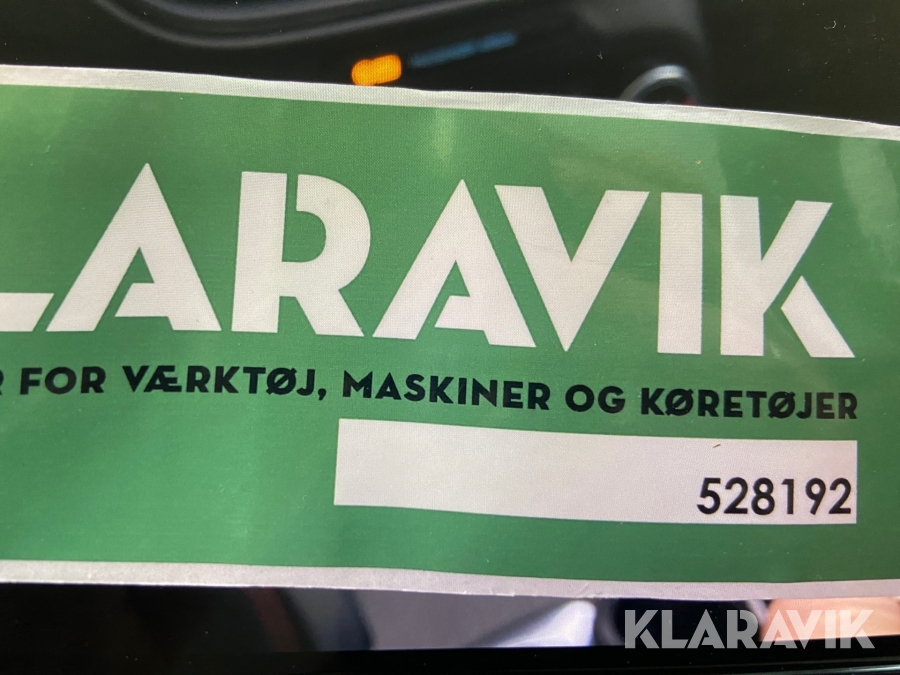 LARAVIK
R FOR VÆRKTØJ, MASKINER OG KØRETØJER
528192
KLARAVIK